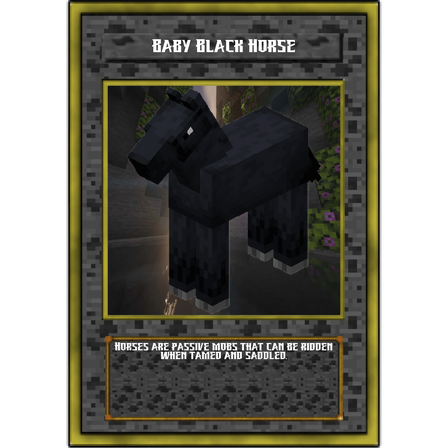 Baby Black Horse
Horses are passive mobs that can be ridden
when tamed and saddled.